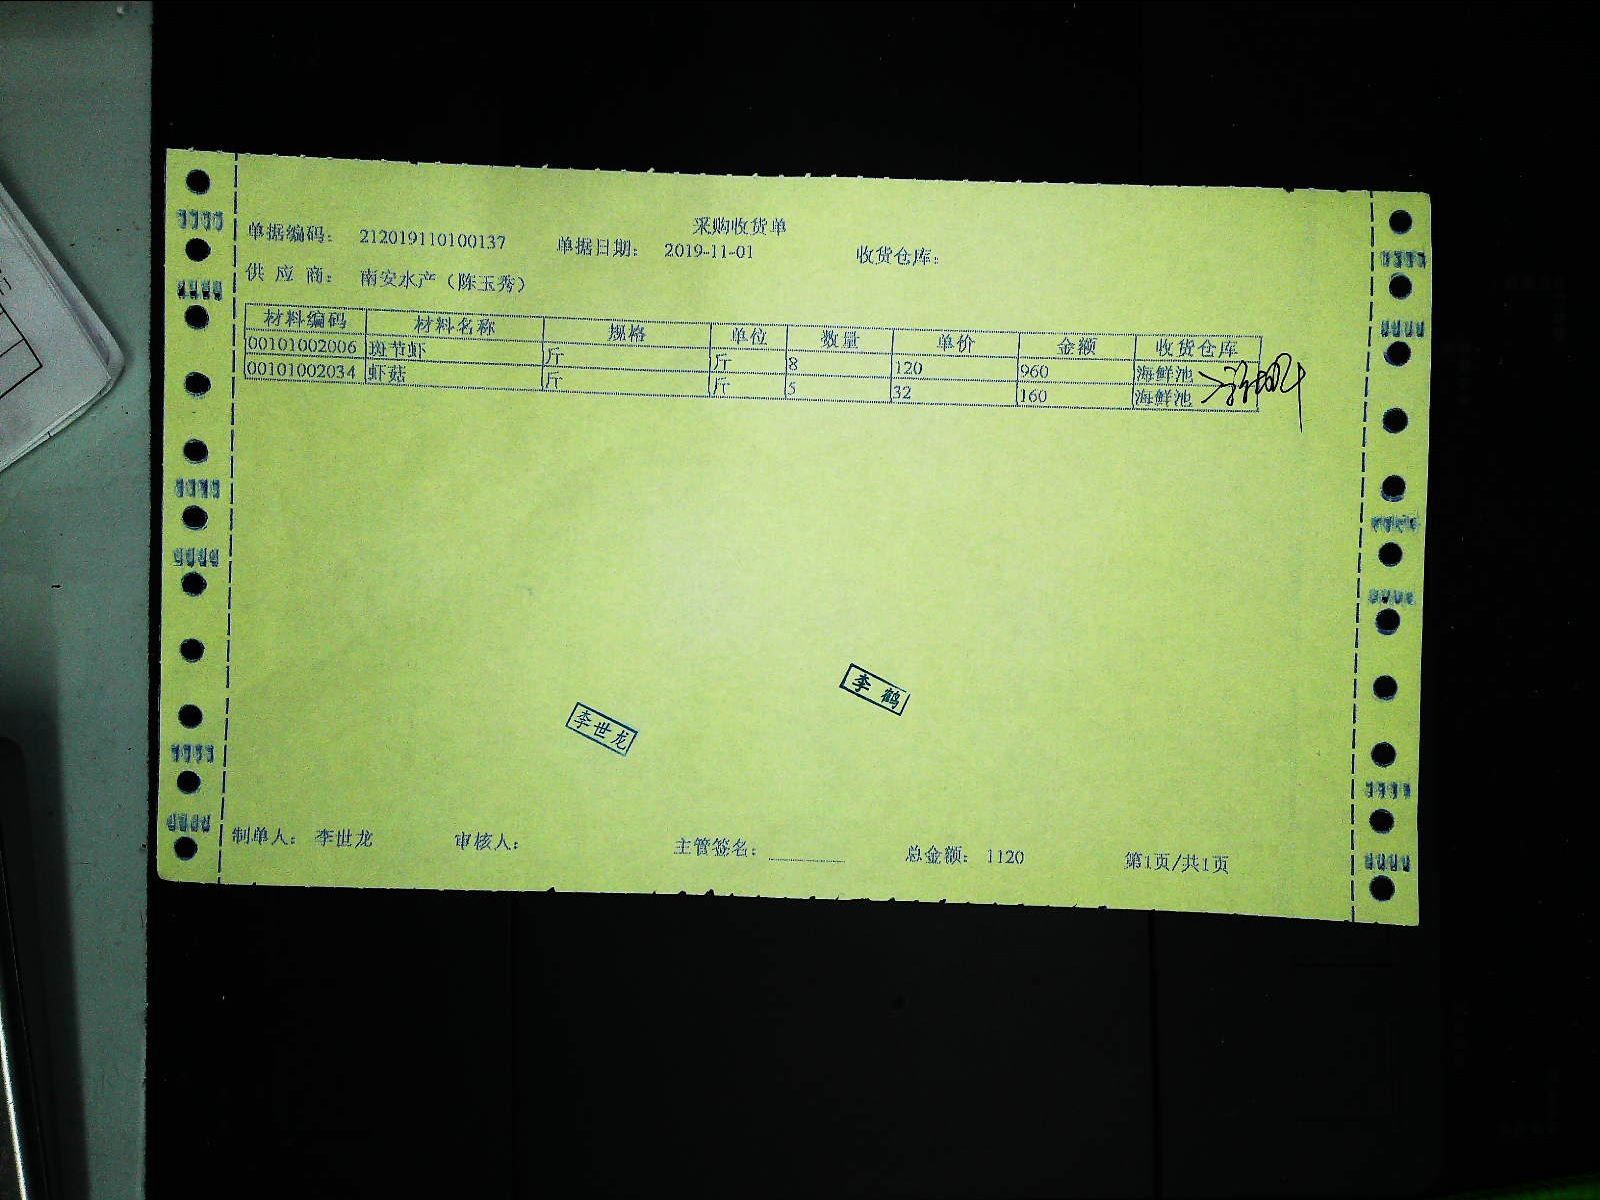 采购收货单
单据编码： 212019110100137 单据日期： 2019-11-01 收货仓库：
供 应 商： 南安水产（陈玉秀）
材料编码 材料名称 规格 单位 数量 单价 金额 收货仓库
00101002006 斑节虾 斤 斤 8 120 960 海鲜池
00101002034 虾菇 斤 斤 5 32 160 海鲜池
李 鹤
李世龙
制单人： 李世龙 审核人： 主管签名： 总金额： 1120 第1页/共1页